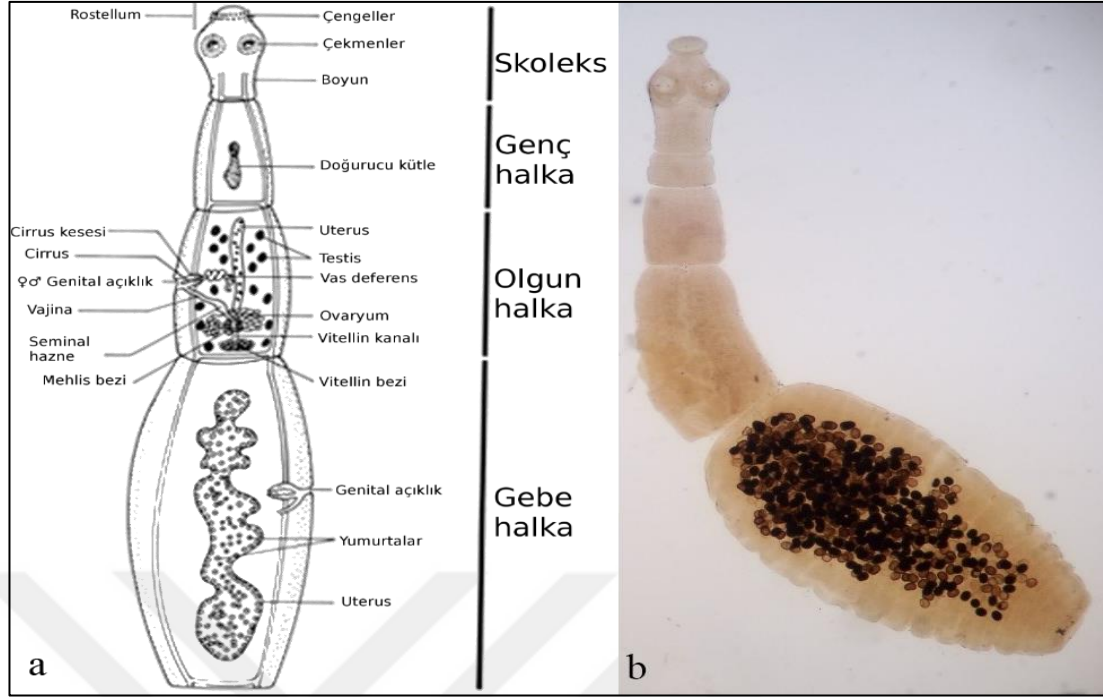 Rostellum
Çengeller
Çekmenler
Boyun
Skoleks
Doğurucu kütle
Genç
halka
Cirrus kesesi
Cirrus
♀♂ Genital açıklık
Vajina
Seminal
hazne
Mehlis bezi
Uterus
Testis
Vas deferens
Ovaryum
Vitellin kanalı
Vitellin bezi
Olgun
halka
Genital açıklık
Yumurtalar
Uterus
Gebe
halka
a
b